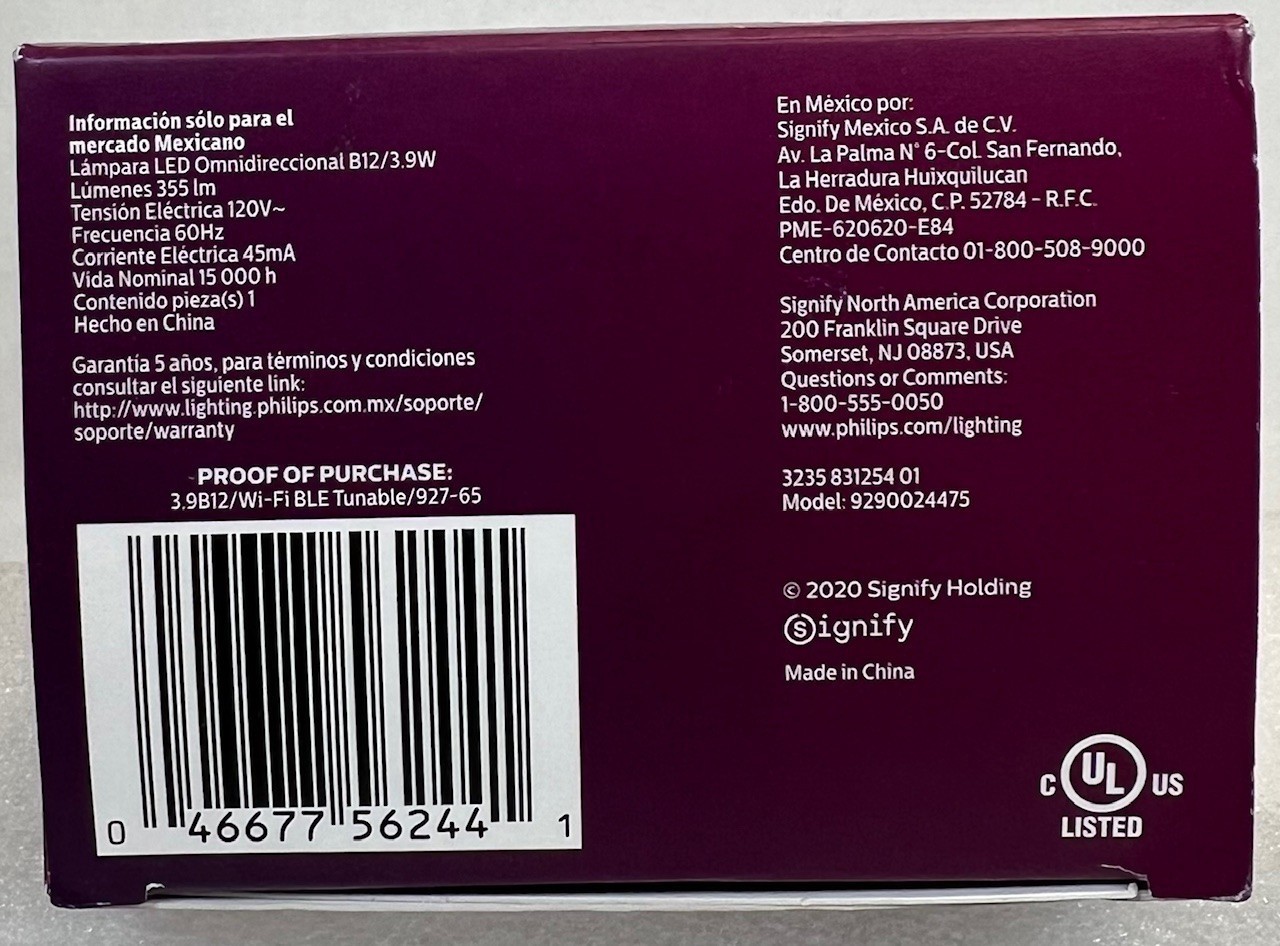 Información sólo para el
mercado Mexicano
Lámpara LED Omnidireccional B12/3.9W
Lúmenes 355 lm
Tensión Eléctrica 120V~
Frecuencia 60Hz
Corriente Eléctrica 45mA
Vida Nominal 15 000 h
Contenido pieza(s) 1
Hecho en China
Garantía 5 años, para términos y condiciones
consultar el siguiente link:
http://www.lighting.philips.com.mx/soporte/
soporte/warranty
PROOF OF PURCHASE:
3.9B12/Wi-Fi BLE Tunable/927-65
0 46677 56244 1
En México por:
Signify Mexico S.A. de C.V.
Av. La Palma N° 6-Col. San Fernando,
La Herradura Huixquilucan
Edo. De México, C.P. 52784 - R.F.C.
PME-620620-E84
Centro de Contacto 01-800-508-9000
Signify North America Corporation
200 Franklin Square Drive
Somerset, NJ 08873, USA
Questions or Comments:
1-800-555-0050
www.philips.com/lighting
3235 831254 01
Model: 9290024475
© 2020 Signify Holding
Signify
Made in China
C UL US
LISTED